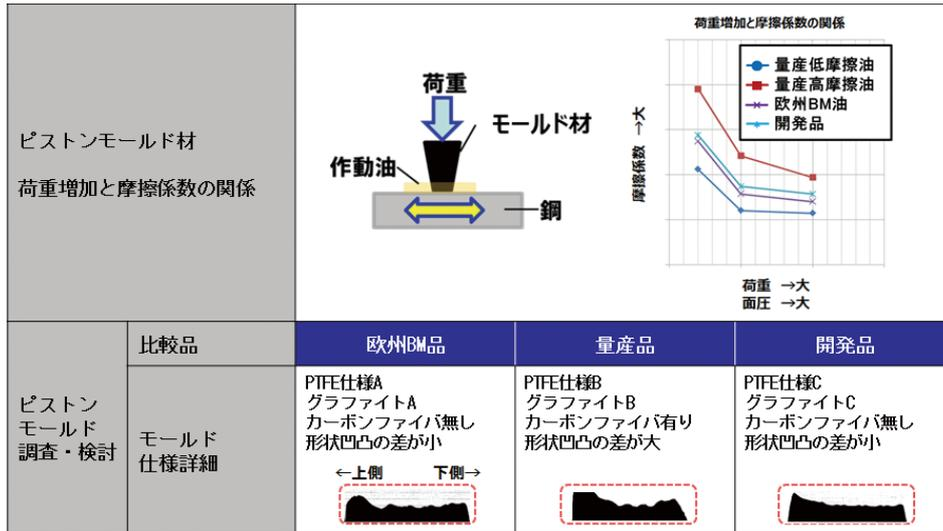 ピストンモールド材
荷重増加と摩擦係数の関係
荷重
モールド材
作動油
鋼
荷重増加と摩擦係数の関係
量産低摩擦油
量産高摩擦油
欧州BM油
開発品
摩擦係数 →大
荷重 →大
面圧 →大
ピストン
モールド
調査・検討
比較品
欧州BM品
量産品
開発品
モールド
仕様詳細
PTFE仕様A
グラファイトA
カーボンファイバ無し
形状凹凸の差が小
←上側 下側→
PTFE仕様B
グラファイトB
カーボンファイバ有り
形状凹凸の差が大
PTFE仕様C
グラファイトC
カーボンファイバ無し
形状凹凸の差が小